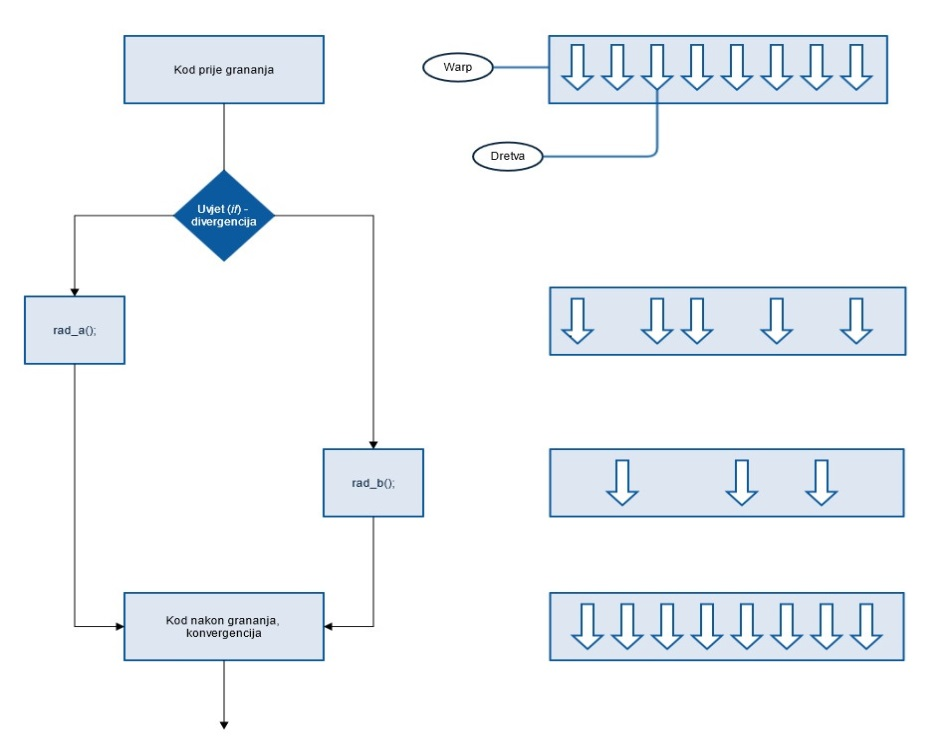 Kod prije grananja
Warp
Dretva
Uvjet (if) -
divergencija
rad_a();
rad_b();
Kod nakon grananja,
konvergencija